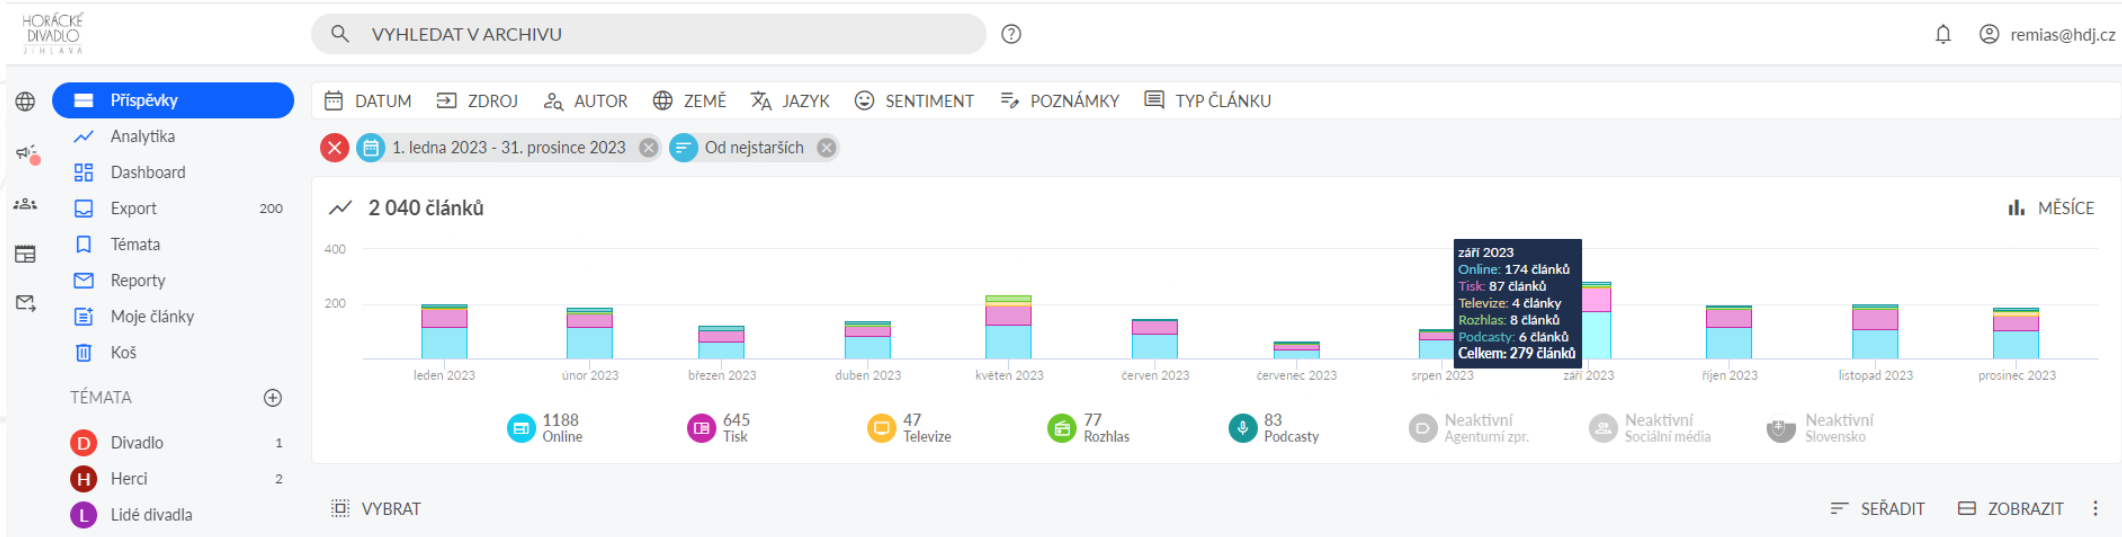 HORÁCKÉ
DIVADLO
JIHLAVA
VYHLEDAT V ARCHIVU
remias@hdj.cz
Příspěvky
Analytika
Dashboard
Export 200
Témata
Reporty
Moje články
Koš
TÉMATA
D Divadlo 1
H Herci 2
L Lidé divadla
DATUM ZDROJ AUTOR ZEMĚ JAZYK SENTIMENT POZNÁMKY TYP ČLÁNKU
1. ledna 2023 - 31. prosince 2023 Od nejstarších
2 040 článků MĚSÍCE
400
200
září 2023
Online: 174 článků
Tisk: 87 článků
Televize: 4 články
Rozhlas: 8 článků
Podcasty: 6 článků
Celkem: 279 článků
leden 2023 únor 2023 březen 2023 duben 2023 květen 2023 červen 2023 červenec 2023 srpen 2023 září 2023 říjen 2023 listopad 2023 prosinec 2023
1188 Online
645 Tisk
47 Televize
77 Rozhlas
83 Podcasty
Neaktivní Agenturní zpr.
Neaktivní Sociální média
Neaktivní Slovensko
VYBRAT SEŘADIT ZOBRAZIT